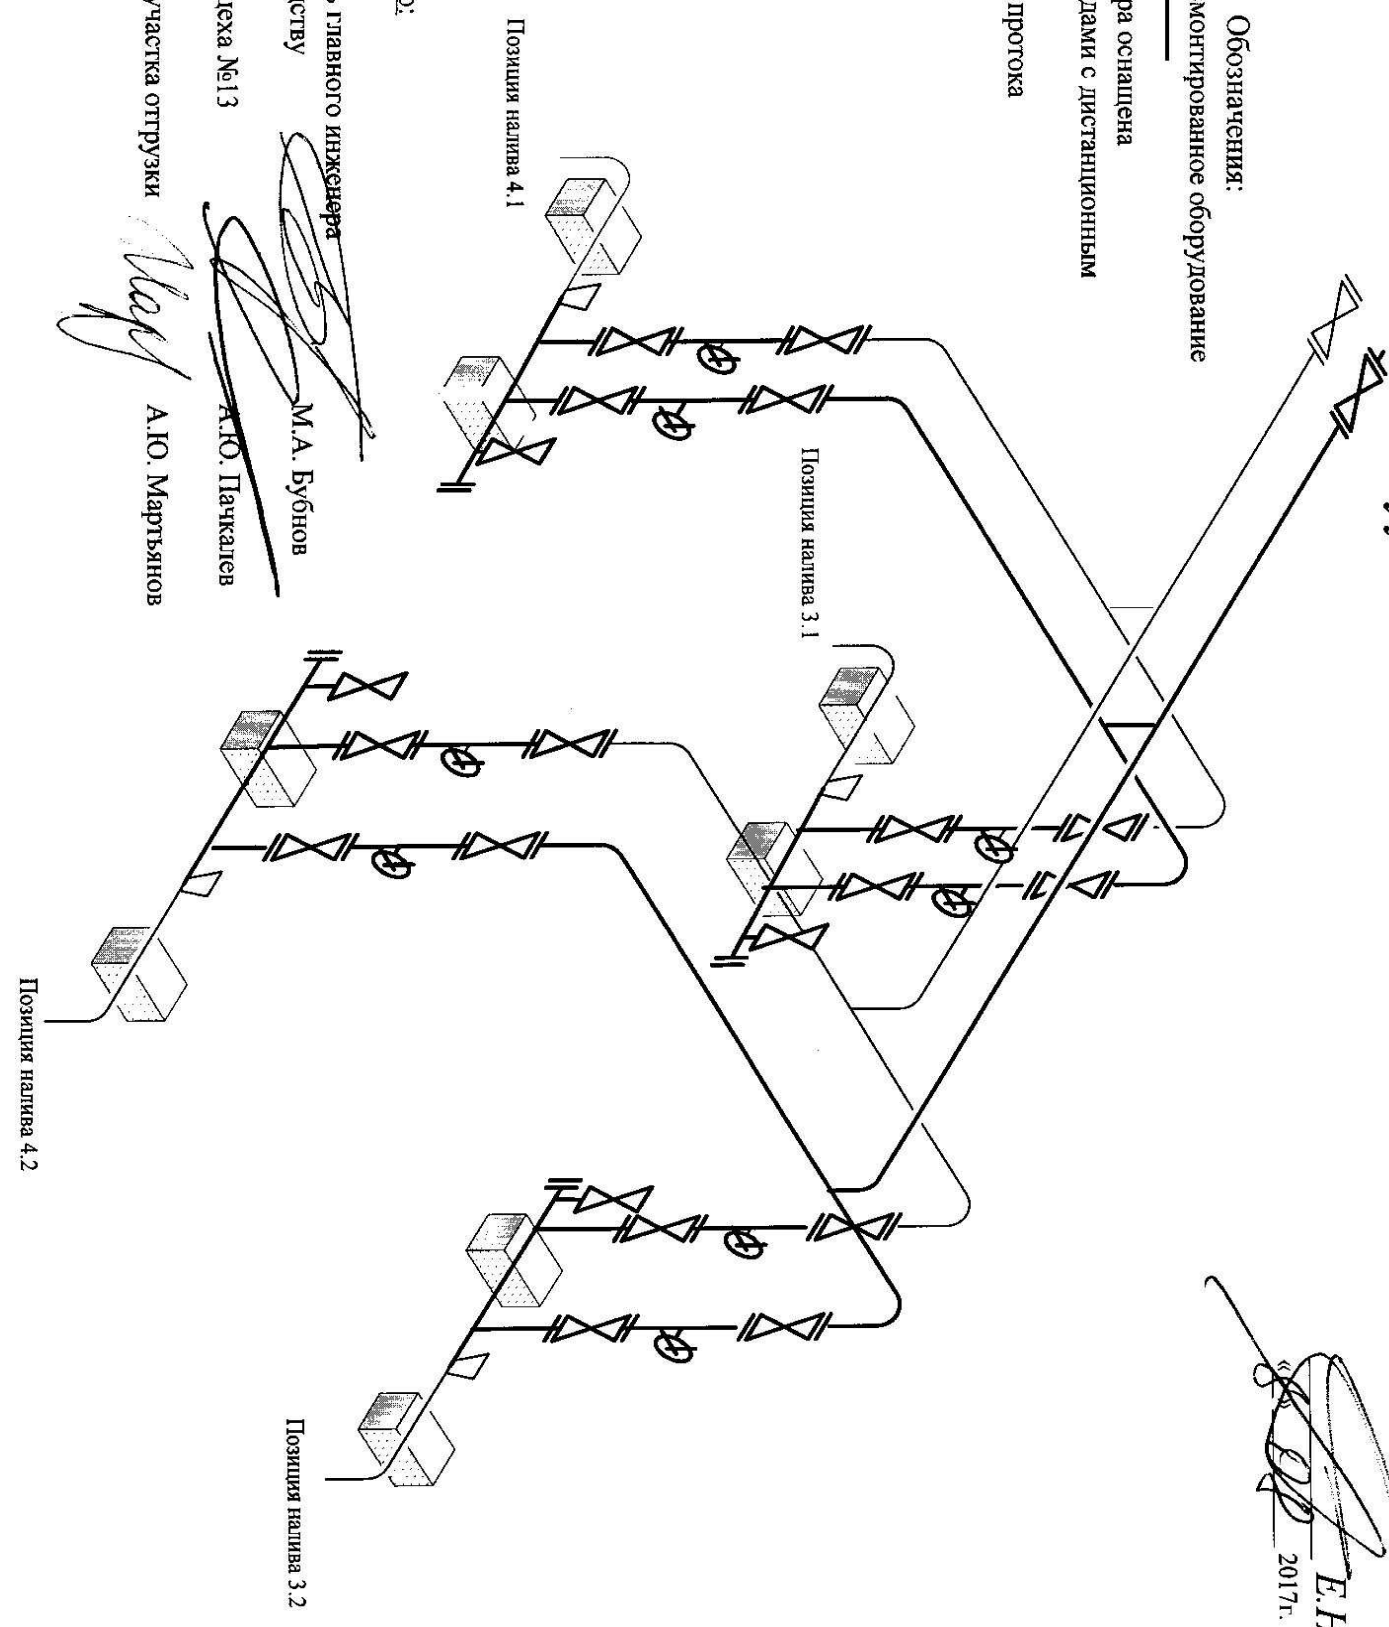 Е.Н
2017г.
Обозначения:
монтированное оборудование
ра оснащена
дами с дистанционным
протока
Позиция налива 4.1
Позиция налива 3.1
Позиция налива 4.2
Позиция налива 3.2
о:
ь главного инженера
дству
М.А. Бубнов
цеха №13
А.Ю. Пачкалев
участка отгрузки
А.Ю. Мартьянов